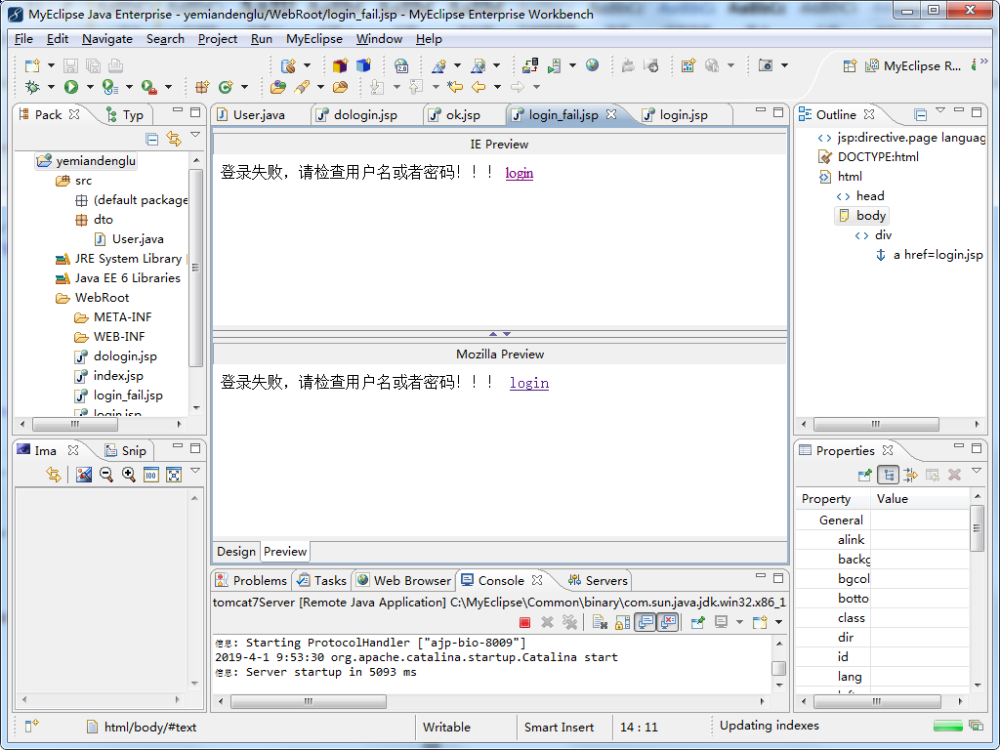 MyEclipse Java Enterprise - yemiandenglu/WebRoot/login_fail.jsp - MyEclipse Enterprise Workbench
File Edit Navigate Search Project Run MyEclipse Window Help
MyEclipse R...
Pack Typ
yemiandenglu
src
(default package
dto
User.java
JRE System Library
Java EE 6 Libraries
WebRoot
META-INF
WEB-INF
dologin.jsp
index.jsp
login_fail.jsp
login.jsp
Ima Snip
User.java dologin.jsp ok.jsp login_fail.jsp login.jsp
IE Preview
登录失败，请检查用户名或者密码！！！ login
Mozilla Preview
登录失败，请检查用户名或者密码！！！ login
Design Preview
Problems Tasks Web Browser Console Servers
tomcat7Server [Remote Java Application] C:\MyEclipse\Common\binary\com.sun.java.jdk.win32.x86_1
信息: Starting ProtocolHandler ["ajp-bio-8009"]
2019-4-1 9:53:30 org.apache.catalina.startup.Catalina start
信息: Server startup in 5093 ms
Outline
jsp:directive.page languag
DOCTYPE:html
html
head
body
div
a href=login.jsp
Properties
Property Value
General
alink
backg
bgcol
botto
class
dir
id
lang
html/body/#text Writable Smart Insert 14 : 11 Updating indexes